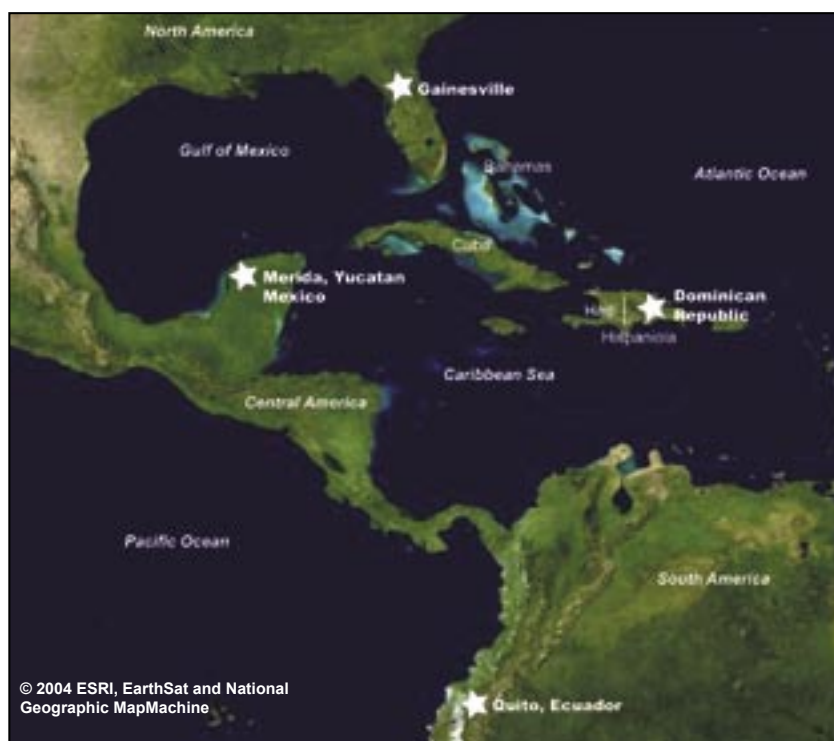 North America
Gainesville
Gulf of Mexico
Bahamas
Atlantic Ocean
Cuba
Merida, Yucatan
Mexico
Dominican
Republic
Haiti
Hispaniola
Caribbean Sea
Central America
Pacific Ocean
South America
© 2004 ESRI, EarthSat and National
Geographic MapMachine
Quito, Ecuador